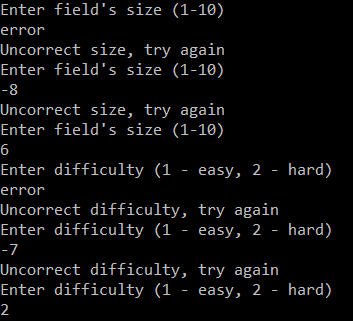 Enter field's size (1-10)
error
Uncorrect size, try again
Enter field's size (1-10)
-8
Uncorrect size, try again
Enter field's size (1-10)
6
Enter difficulty (1 - easy, 2 - hard)
error
Uncorrect difficulty, try again
Enter difficulty (1 - easy, 2 - hard)
-7
Uncorrect difficulty, try again
Enter difficulty (1 - easy, 2 - hard)
2